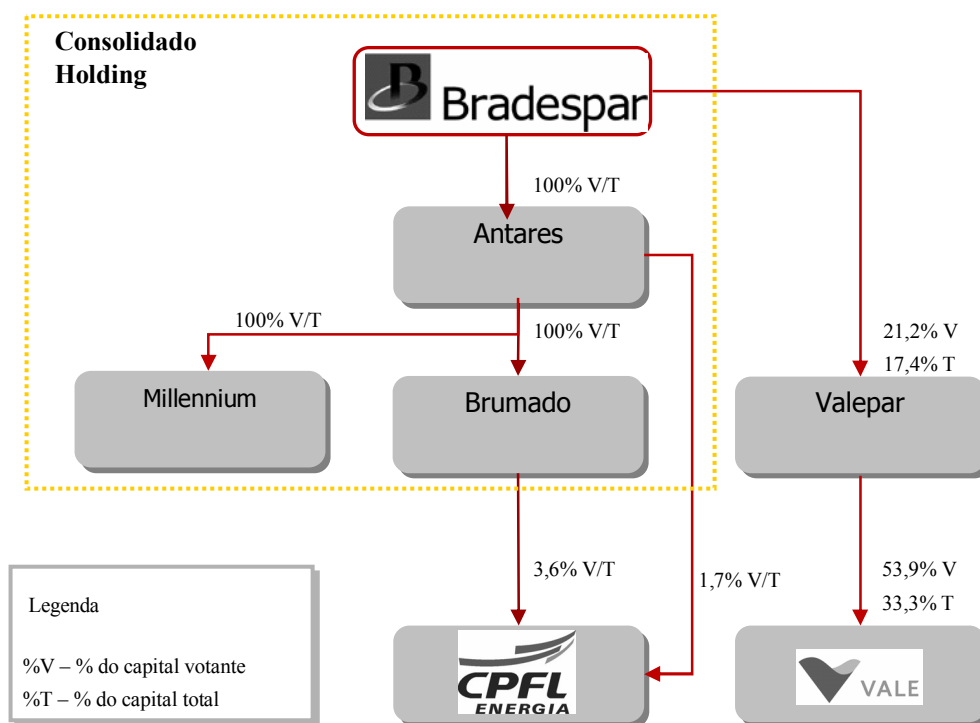 Consolidado
Holding
Bradespar
100% V/T
Antares
100% V/T
100% V/T
21,2% V
17,4% T
Millennium
Brumado
Valepar
3,6% V/T
1,7% V/T
53,9% V
33,3% T
Legenda
%V – % do capital votante
%T – % do capital total
CPFL
ENERGIA
VALE